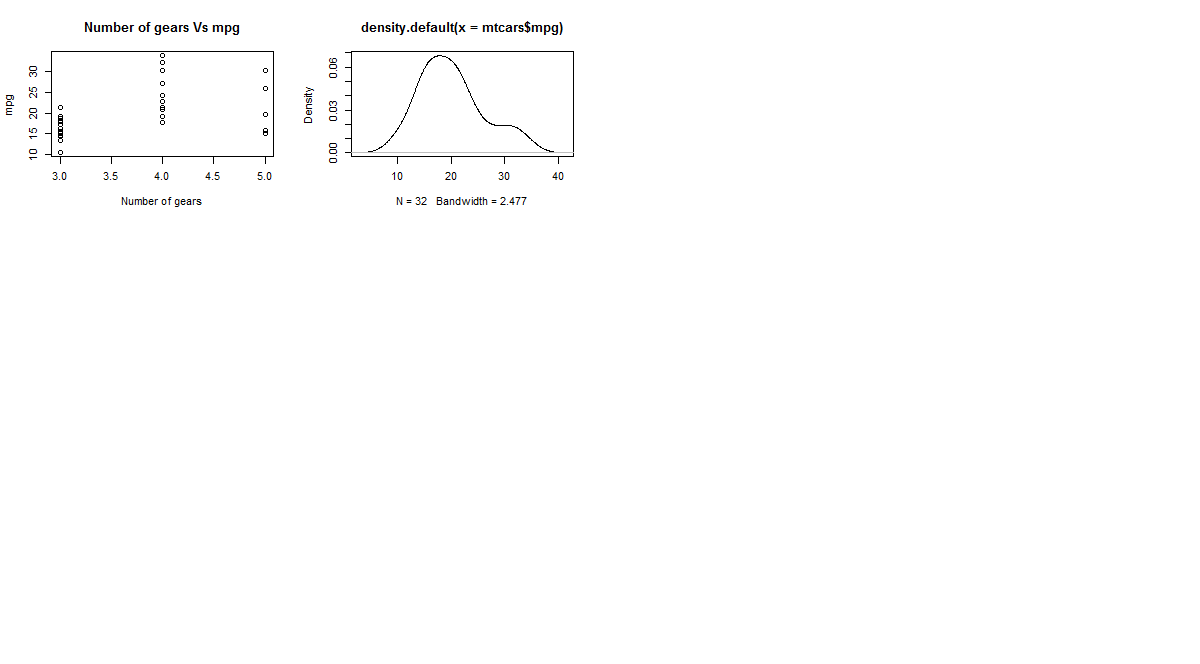 Number of gears Vs mpg
mpg
30
25
20
15
10
3.0 3.5 4.0 4.5 5.0
Number of gears
density.default(x = mtcars$mpg)
Density
0.06
0.03
0.00
10 20 30 40
N = 32 Bandwidth = 2.477